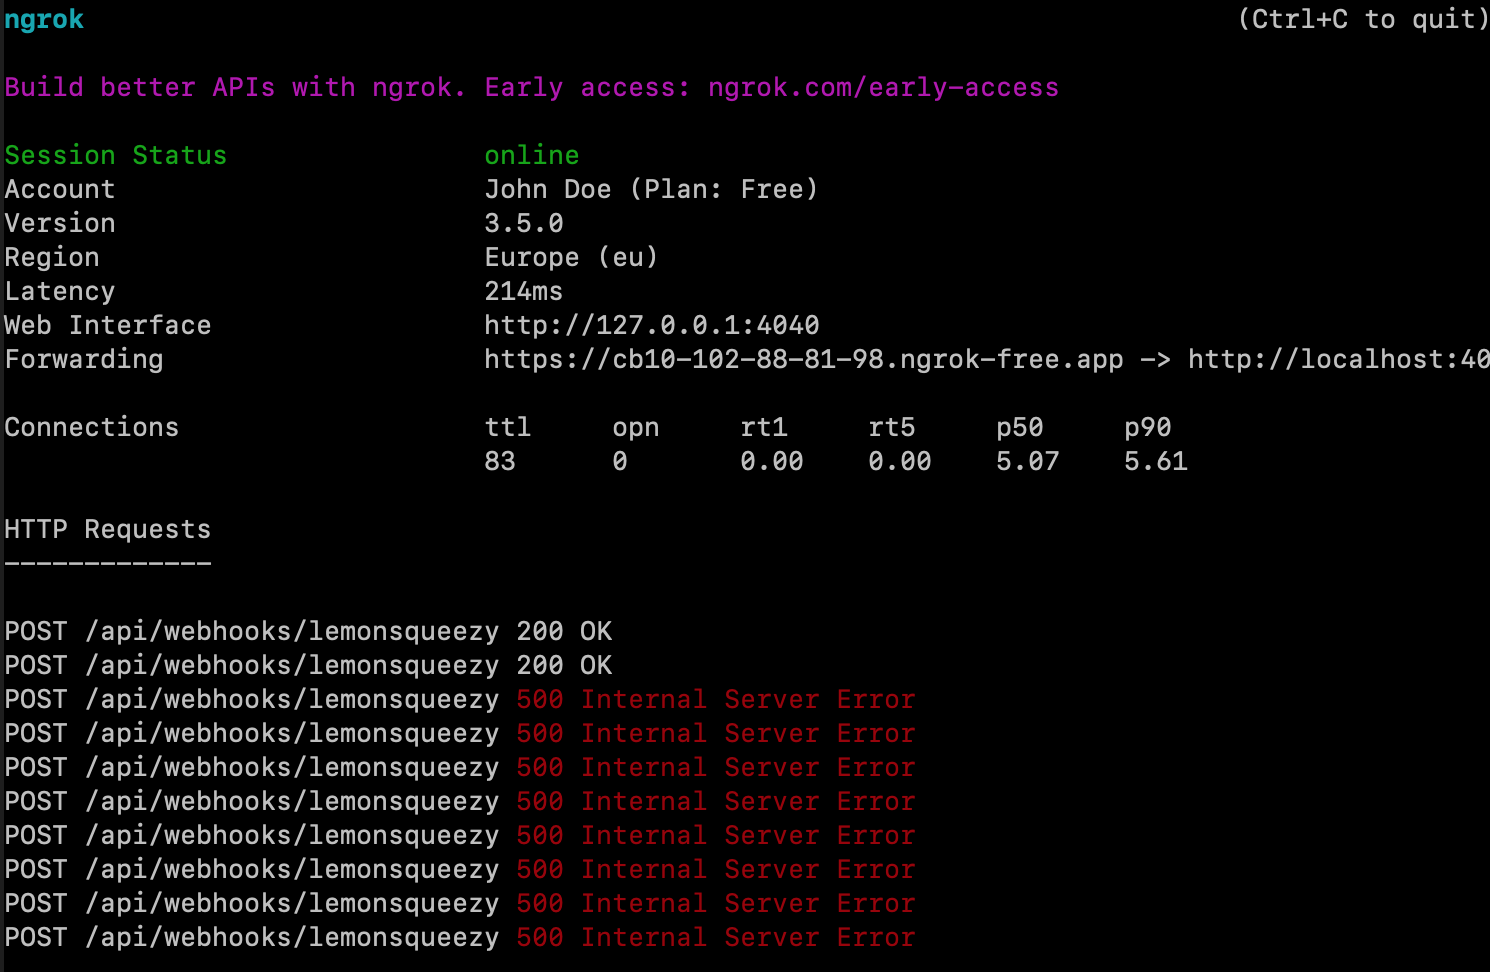 ngrok (Ctrl+C to quit)
Build better APIs with ngrok. Early access: ngrok.com/early-access
Session Status online
Account John Doe (Plan: Free)
Version 3.5.0
Region Europe (eu)
Latency 214ms
Web Interface http://127.0.0.1:4040
Forwarding https://cb10-102-88-81-98.ngrok-free.app -> http://localhost:40
Connections ttl opn rt1 rt5 p50 p90
83 0 0.00 0.00 5.07 5.61
HTTP Requests
-------------
POST /api/webhooks/lemonsqueezy 200 OK
POST /api/webhooks/lemonsqueezy 200 OK
POST /api/webhooks/lemonsqueezy 500 Internal Server Error
POST /api/webhooks/lemonsqueezy 500 Internal Server Error
POST /api/webhooks/lemonsqueezy 500 Internal Server Error
POST /api/webhooks/lemonsqueezy 500 Internal Server Error
POST /api/webhooks/lemonsqueezy 500 Internal Server Error
POST /api/webhooks/lemonsqueezy 500 Internal Server Error
POST /api/webhooks/lemonsqueezy 500 Internal Server Error
POST /api/webhooks/lemonsqueezy 500 Internal Server Error